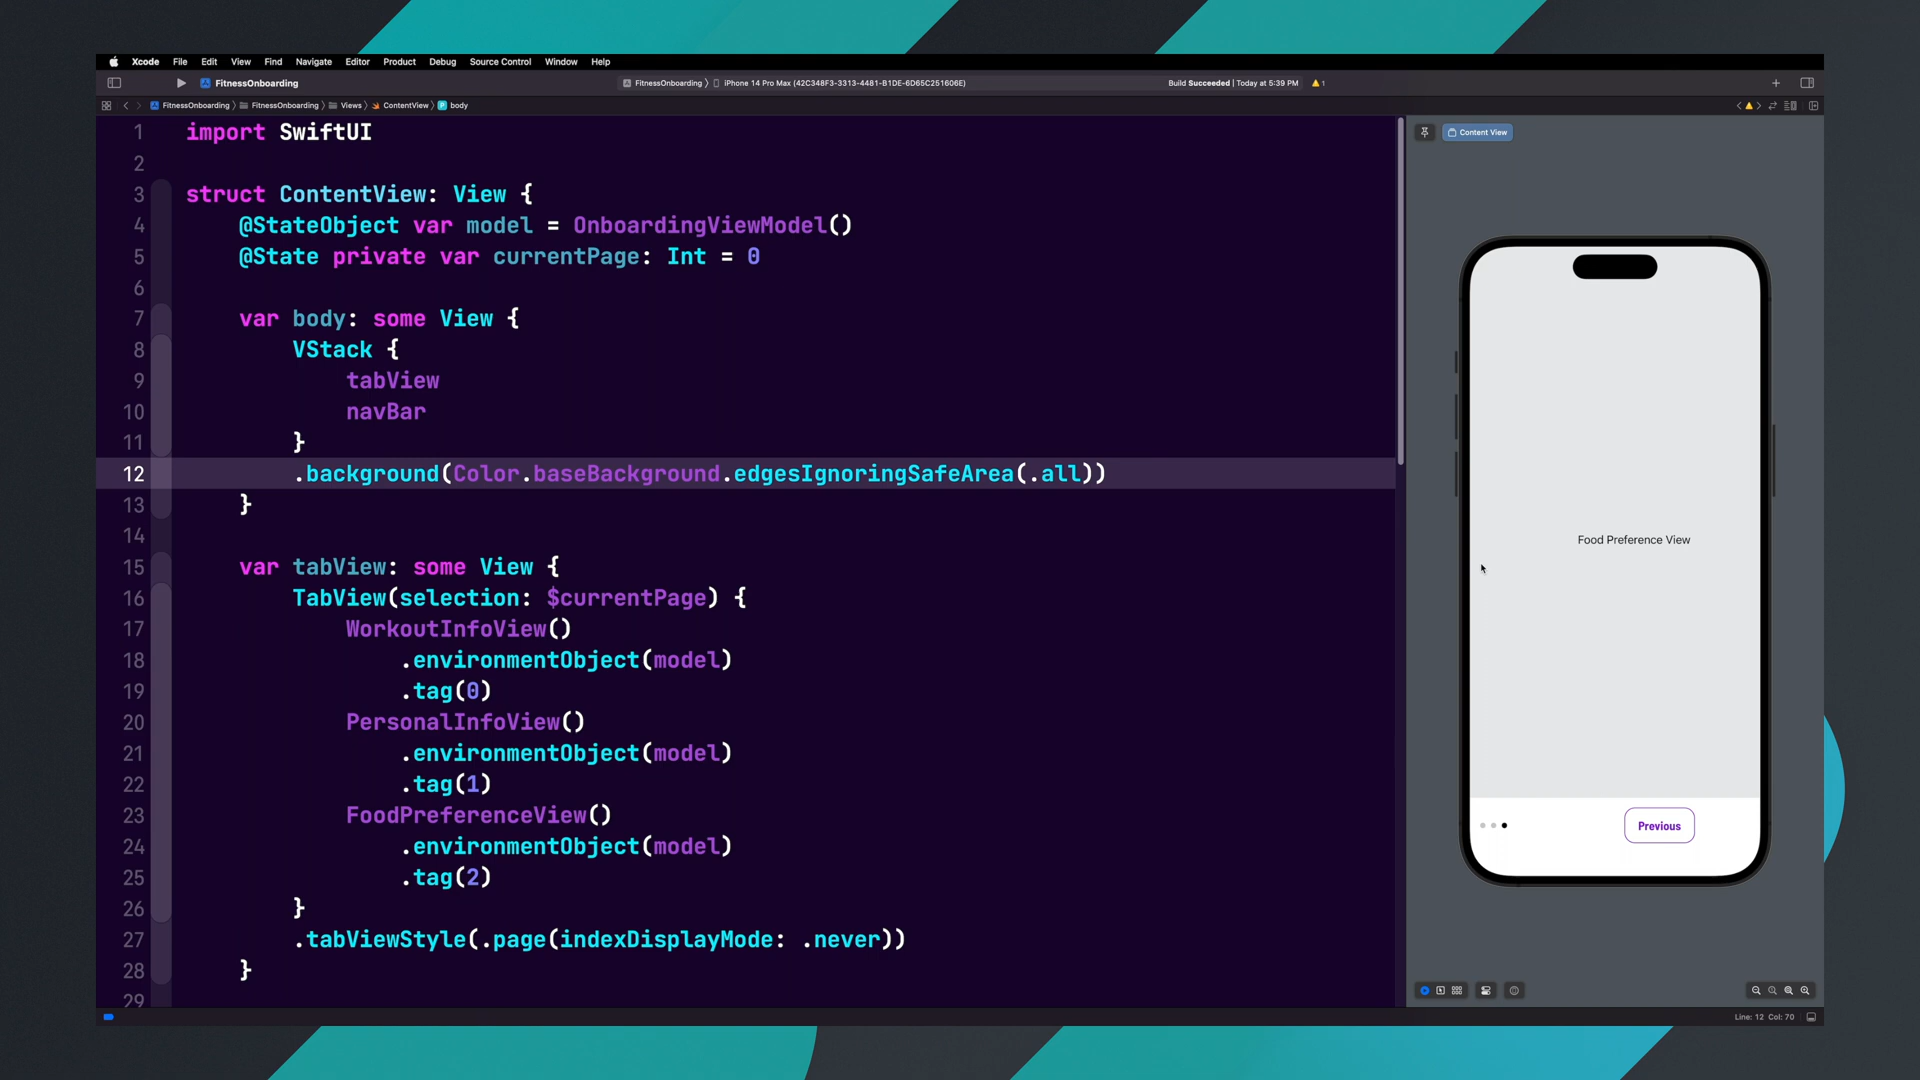 Xcode File Edit View Find Navigate Editor Product Debug Source Control Window Help
FitnessOnboarding
FitnessOnboarding 〉 iPhone 14 Pro Max (42C348F3-3313-4481-B1DE-6D65C251606E)
Build Succeeded | Today at 5:39 PM
1
FitnessOnboarding 〉 FitnessOnboarding 〉 Views 〉 ContentView 〉 P body
1 import SwiftUI
2
3 struct ContentView: View {
4 @StateObject var model = OnboardingViewModel()
5 @State private var currentPage: Int = 0
6
7 var body: some View {
8 VStack {
9 tabView
10 navBar
11 }
12 .background(Color.baseBackground.edgesIgnoringSafeArea(.all))
13 }
14
15 var tabView: some View {
16 TabView(selection: $currentPage) {
17 WorkoutInfoView()
18 .environmentObject(model)
19 .tag(0)
20 PersonalInfoView()
21 .environmentObject(model)
22 .tag(1)
23 FoodPreferenceView()
24 .environmentObject(model)
25 .tag(2)
26 }
27 .tabViewStyle(.page(indexDisplayMode: .never))
28 }
29
Content View
Food Preference View
Previous
Line: 12 Col: 70